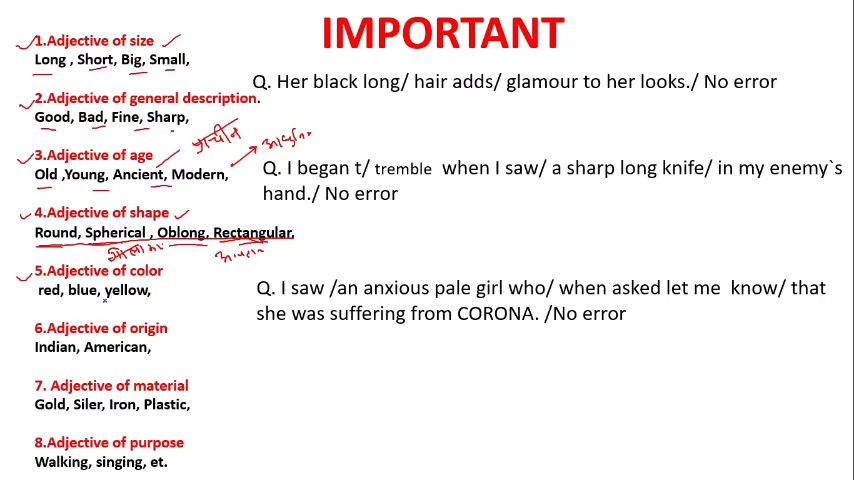 IMPORTANT
1.Adjective of size
Long , Short, Big, Small,
2.Adjective of general description.
Good, Bad, Fine, Sharp,
प्राचीन
3.Adjective of age
Old ,Young, Ancient, Modern,
4.Adjective of shape
Round, Spherical , Oblong, Rectangular,
5.Adjective of color
red, blue, yellow,
6.Adjective of origin
Indian, American,
7. Adjective of material
Gold, Siler, Iron, Plastic,
8.Adjective of purpose
Walking, singing, et.
Q. Her black long/ hair adds/ glamour to her looks./ No error
Q. I began t/ tremble when I saw/ a sharp long knife/ in my enemy`s
hand./ No error
Q. I saw /an anxious pale girl who/ when asked let me know/ that
she was suffering from CORONA. /No error